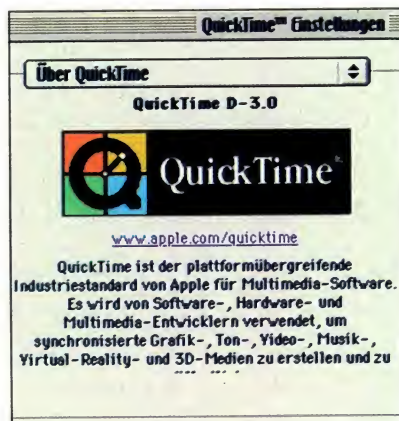 QuickTime™ Einstellungen
Über QuickTime
QuickTime D-3.0
QuickTime
www.apple.com/quicktime
QuickTime ist der plattformübergreifende
Industriestandard von Apple für Multimedia-Software.
Es wird von Software-, Hardware- und
Multimedia-Entwicklern verwendet, um
synchronisierte Grafik-, Ton-, Video-, Musik-,
Virtual-Reality- und 3D-Medien zu erstellen und zu